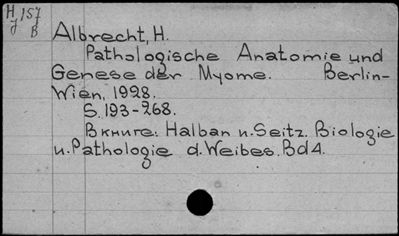 H 157
J B
Albrecht, H.
Pathologische Anatomie und
Genese der Myome. Berlin-
Wien, 1928.
S. 193-268.
В книге: Halban u. Seitz. Biologie
u. Pathologie d. Weibes. Bd 4.